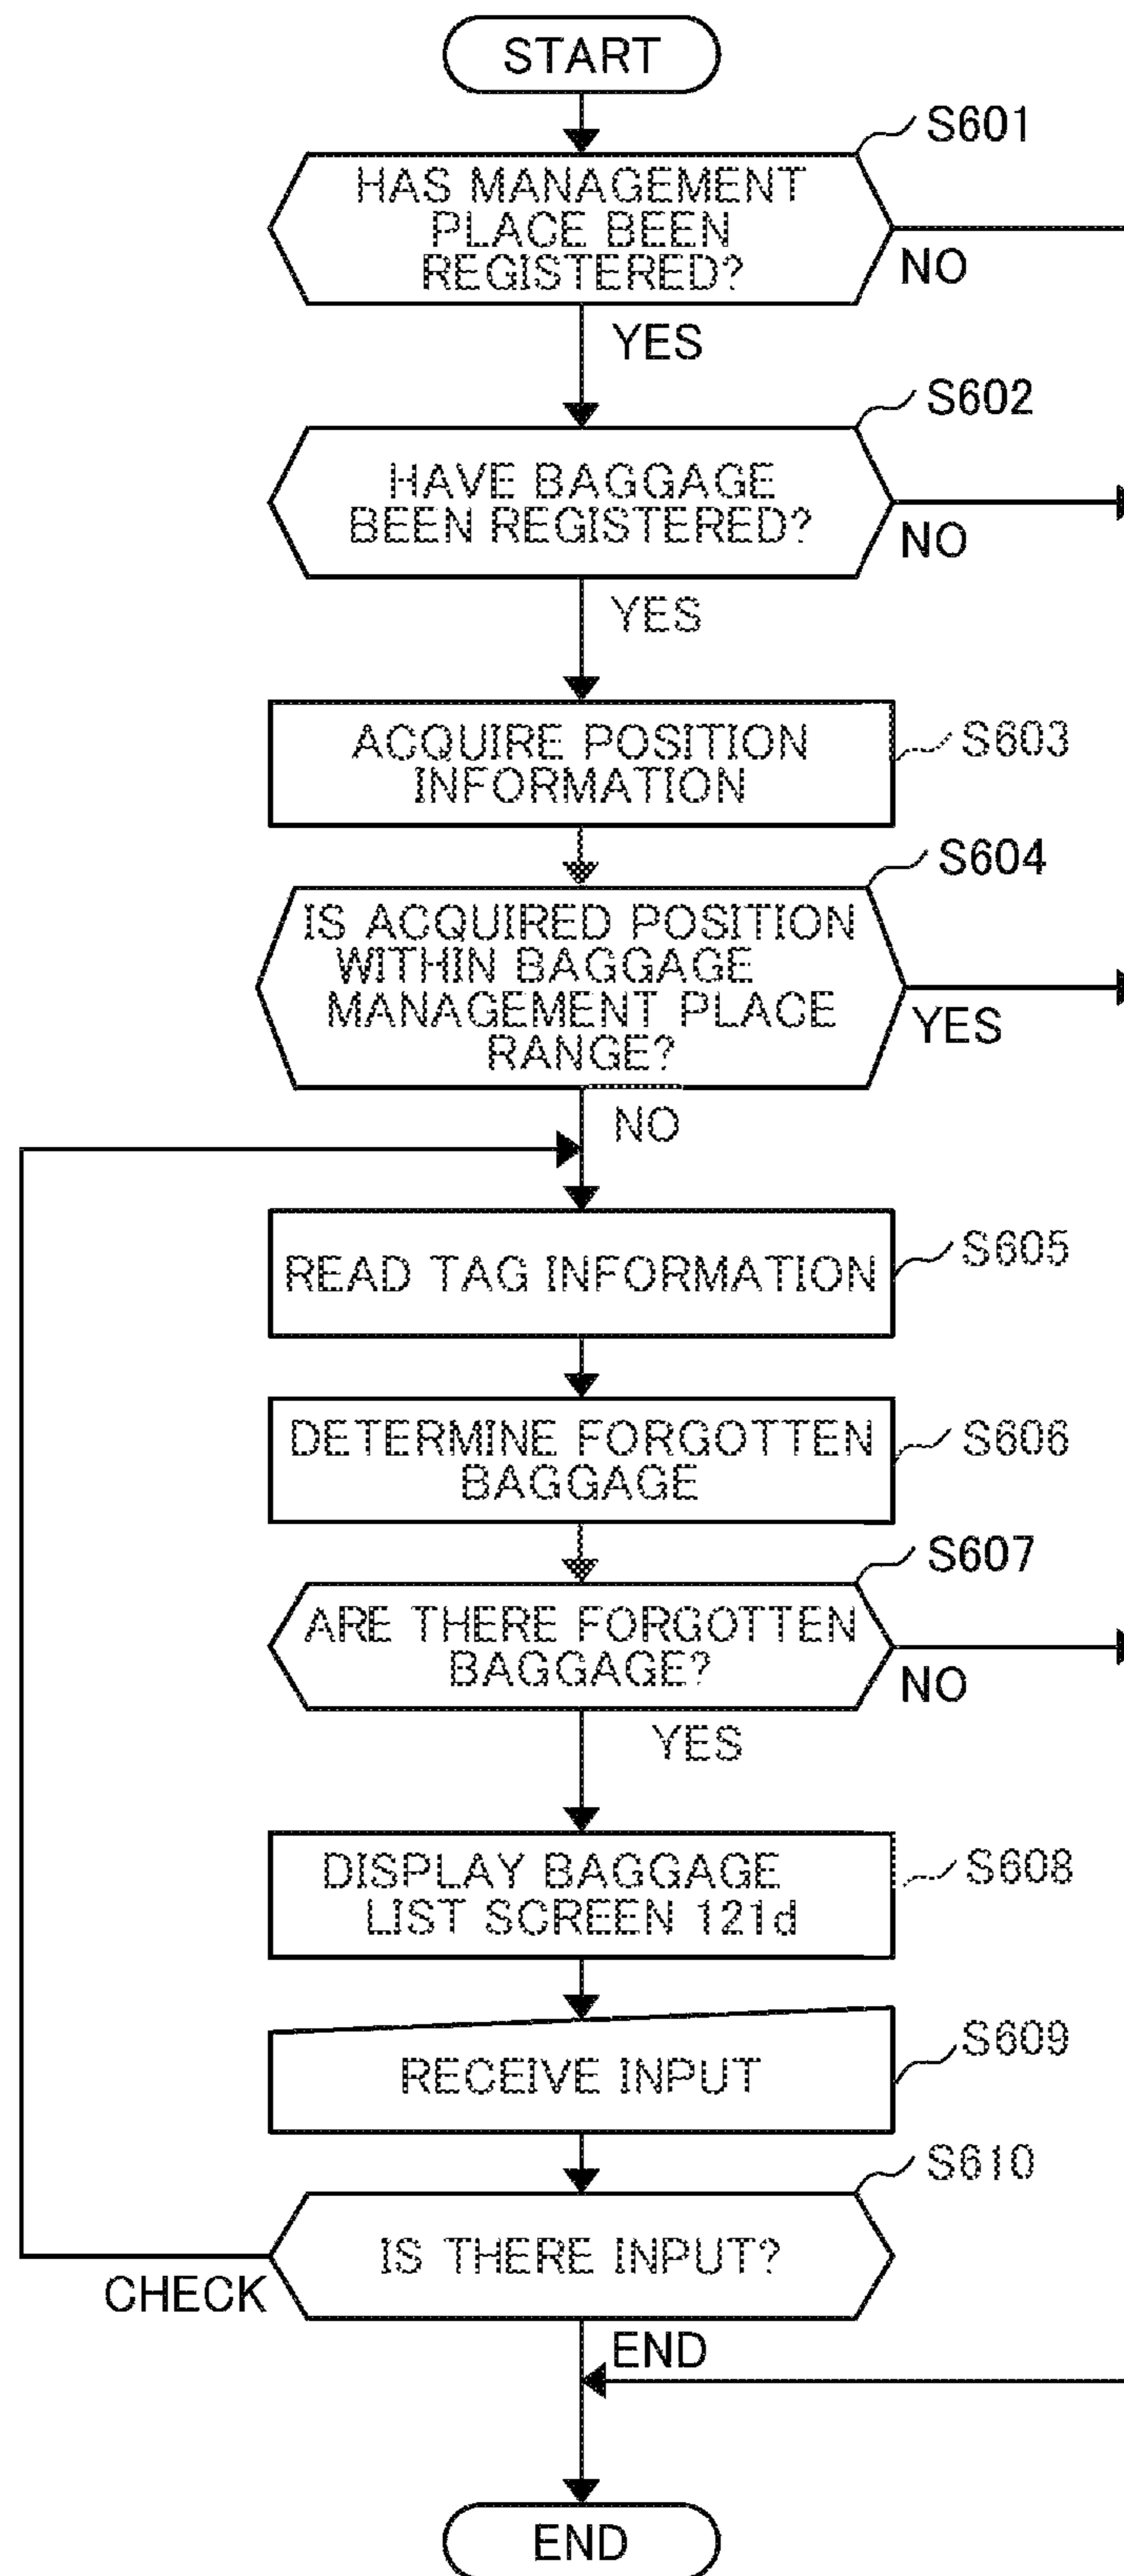 START
S601
HAS MANAGEMENT
PLACE BEEN
REGISTERED?
NO
YES
S602
HAVE BAGGAGE
BEEN REGISTERED?
NO
YES
ACQUIRE POSITION
INFORMATION
S603
S604
IS ACQUIRED POSITION
WITHIN BAGGAGE
MANAGEMENT PLACE
RANGE?
YES
NO
READ TAG INFORMATION
S605
DETERMINE FORGOTTEN
BAGGAGE
S606
S607
ARE THERE FORGOTTEN
BAGGAGE?
NO
YES
DISPLAY BAGGAGE
LIST SCREEN 121d
S608
RECEIVE INPUT
S609
S610
IS THERE INPUT?
CHECK
END
END